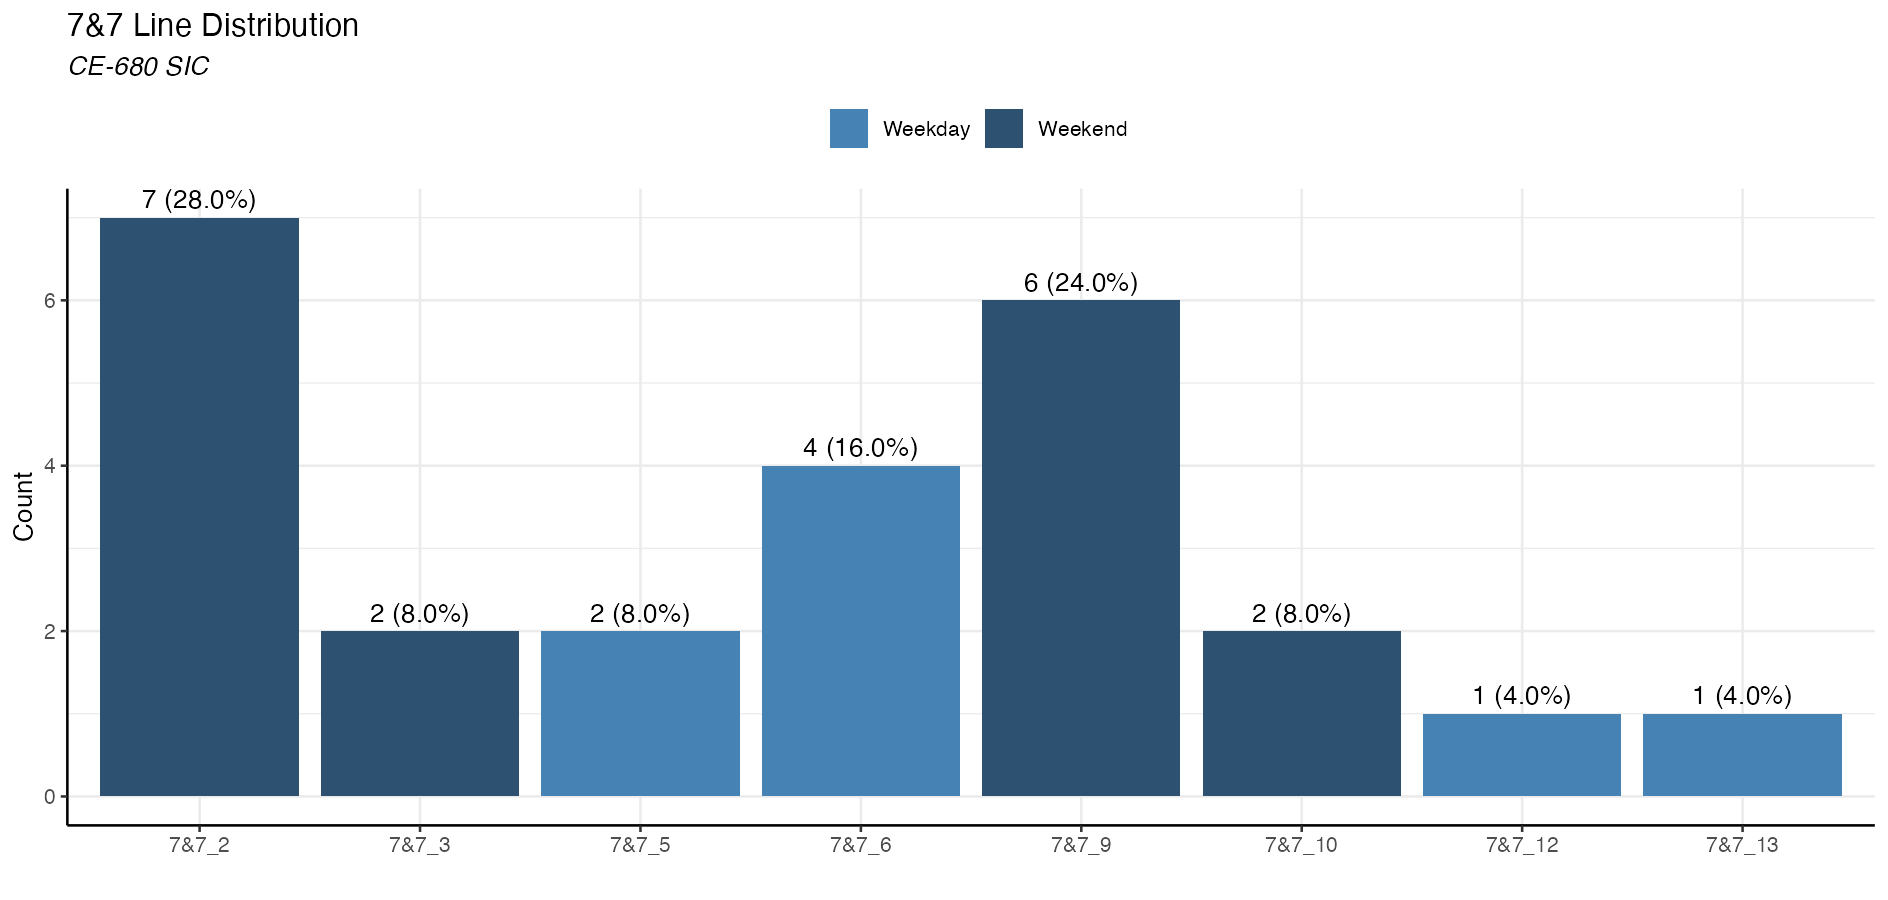 7&7 Line Distribution
CE-680 SIC
Weekday Weekend
7 (28.0%)
6 (24.0%)
4 (16.0%)
2 (8.0%) 2 (8.0%) 2 (8.0%)
1 (4.0%) 1 (4.0%)
Count
6
4
2
0
7&7_2 7&7_3 7&7_5 7&7_6 7&7_9 7&7_10 7&7_12 7&7_13